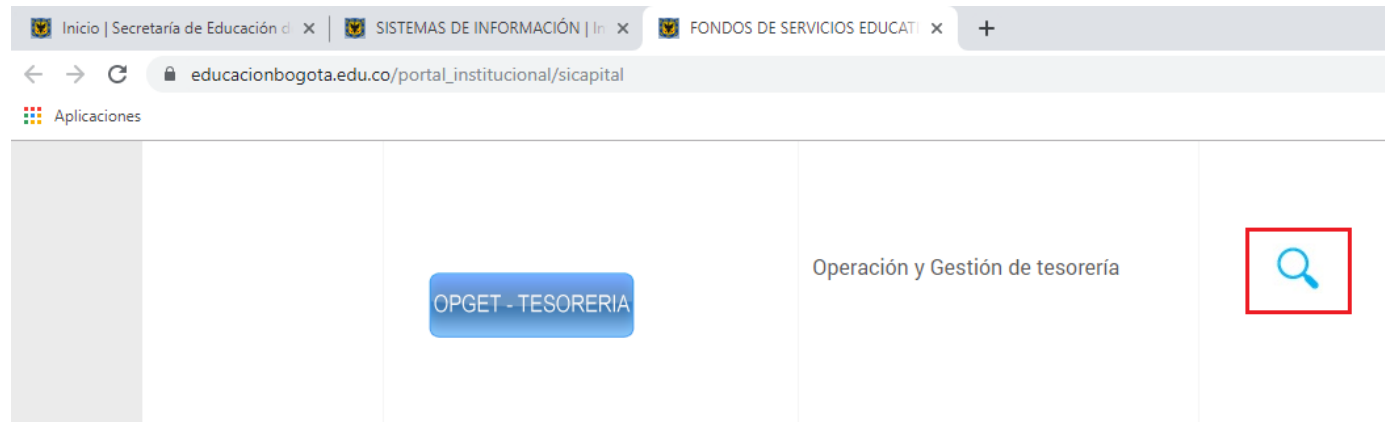 Inicio | Secretaría de Educación d
SISTEMAS DE INFORMACIÓN | In
FONDOS DE SERVICIOS EDUCATI
educacionbogota.edu.co/portal_institucional/sicapital
Aplicaciones
OPGET - TESORERIA
Operación y Gestión de tesorería